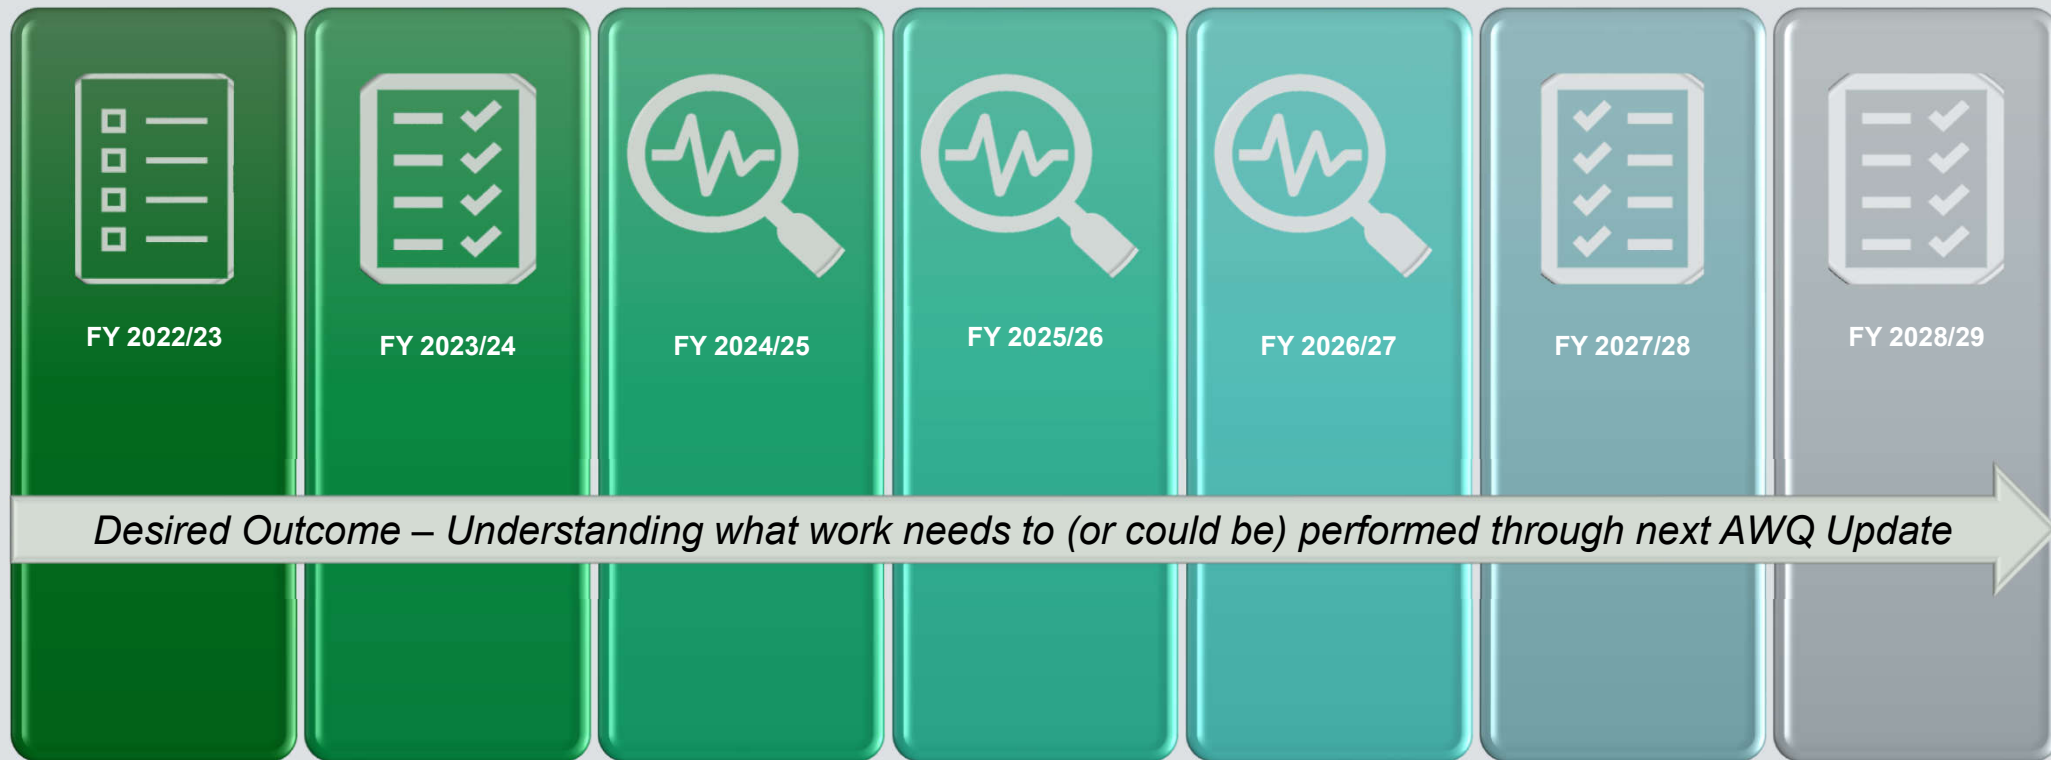 FY 2022/23
FY 2023/24
FY 2024/25
FY 2025/26
FY 2026/27
FY 2027/28
FY 2028/29
Desired Outcome – Understanding what work needs to (or could be) performed through next AWQ Update